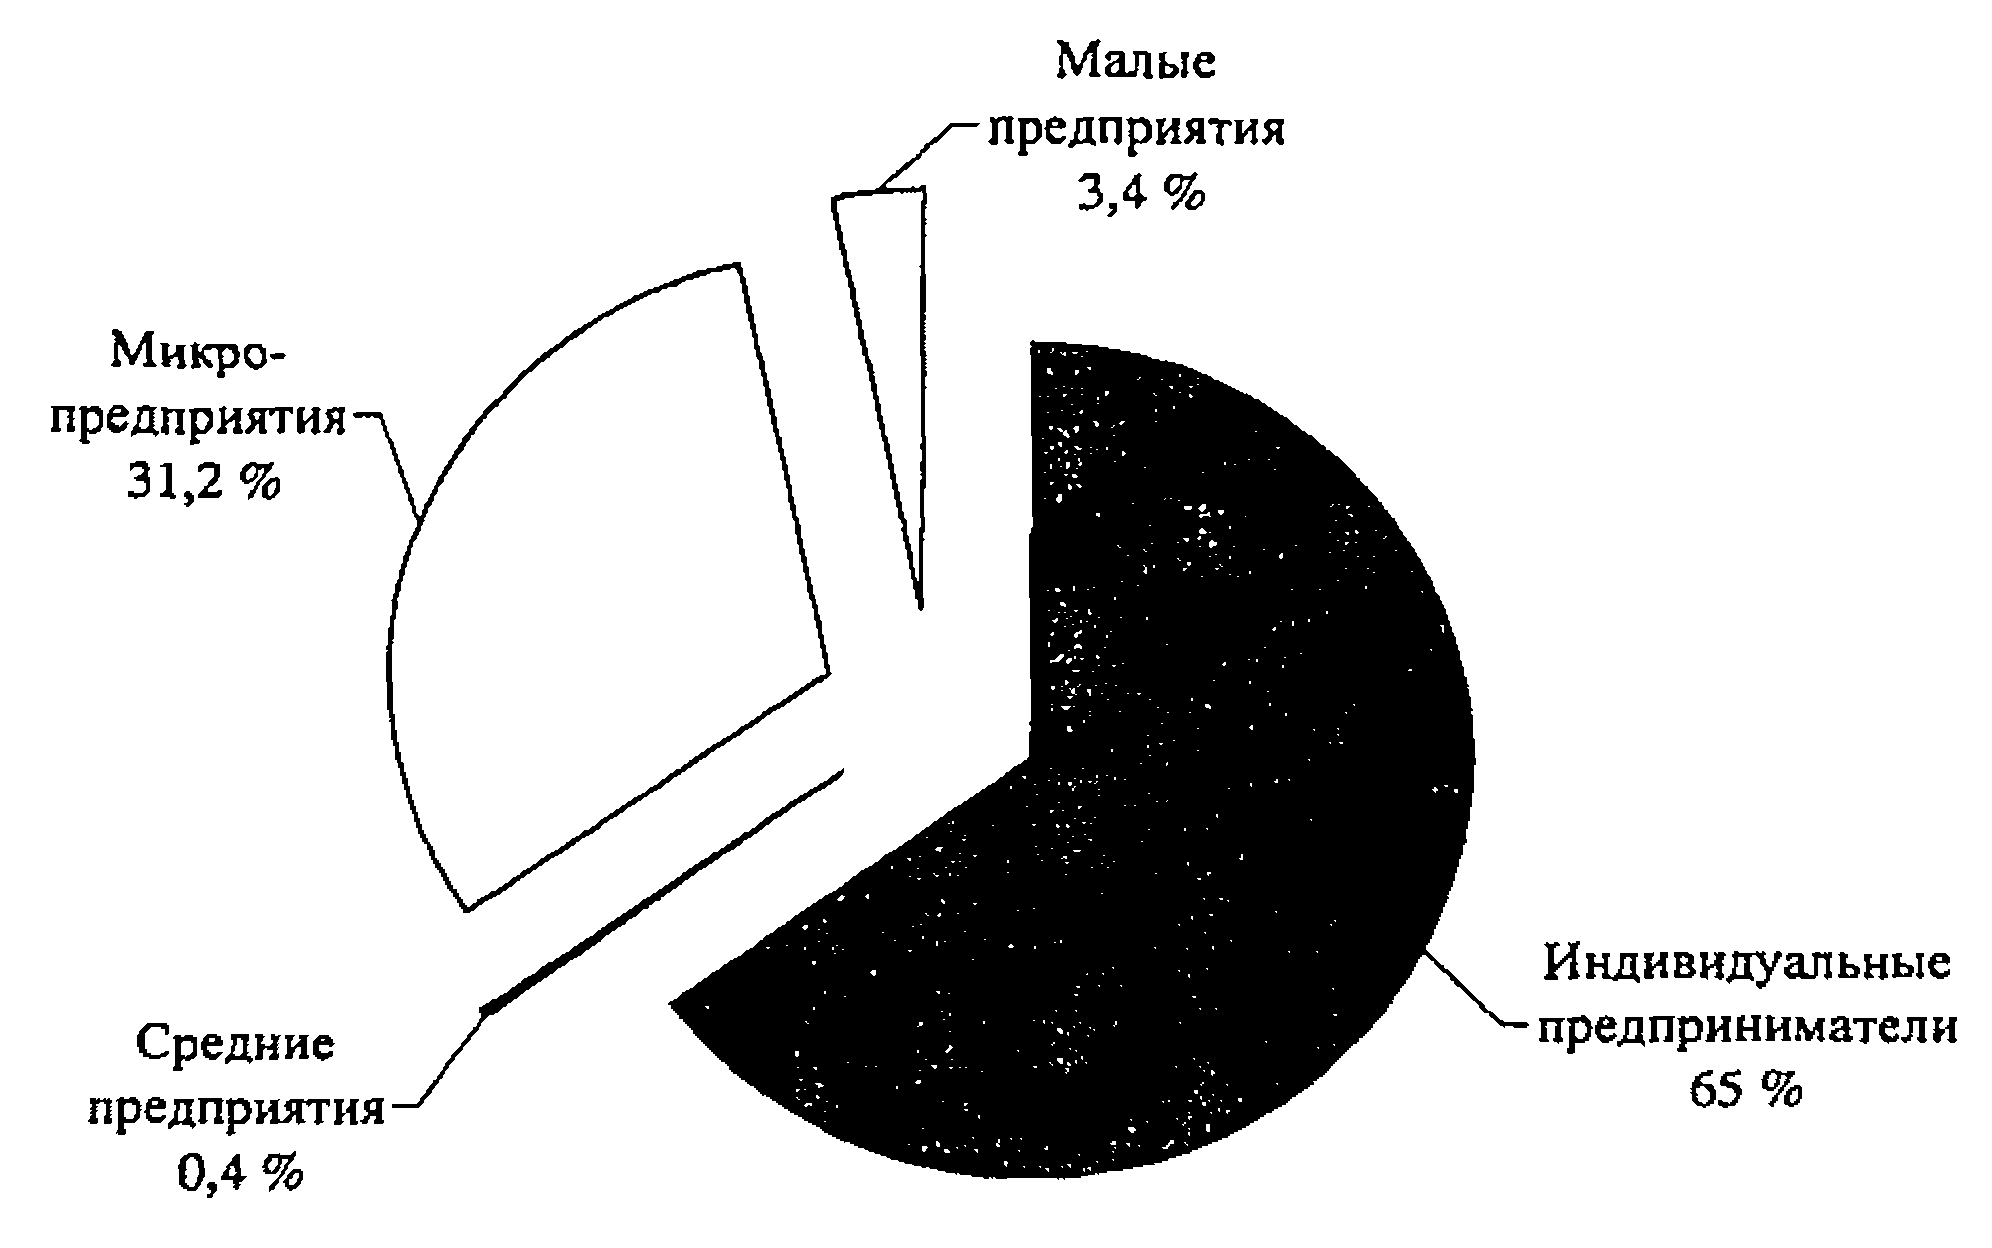 Малые
предприятия
3,4 %
Микро-
предприятия
31,2 %
Индивидуальные
предприниматели
65 %
Средние
предприятия
0,4 %